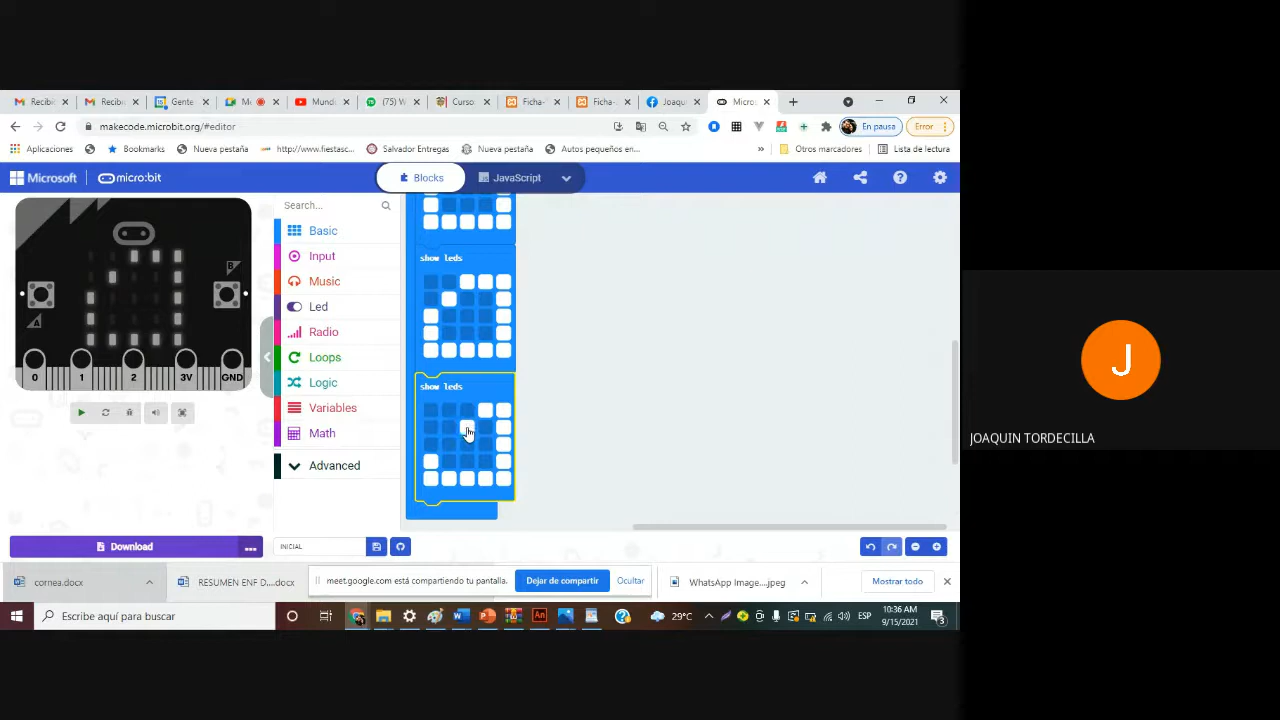 Recibi
Recibi
Gente
Me
Mundi
(75) W
Curso
Ficha-
Ficha-
Joaqui
Micro:
makecode.microbit.org/#editor
En pausa
Error
Aplicaciones
Bookmarks
Nueva pestaña
http://www.fiestasc...
Salvador Entregas
Nueva pestaña
Autos pequeños en...
»
Otros marcadores
Lista de lectura
Microsoft
micro:bit
Blocks
JavaScript
Search...
Basic
Input
Music
Led
Radio
Loops
Logic
Variables
Math
Advanced
A
B
0
1
2
3V
GND
show leds
show leds
Download
...
INICIAL
cornea.docx
RESUMEN ENF D....docx
meet.google.com está compartiendo tu pantalla.
Dejar de compartir
Ocultar
WhatsApp Image....jpeg
Mostrar todo
Escribe aquí para buscar
29°C
ESP
10:36 AM
9/15/2021
3
J
JOAQUIN TORDECILLA